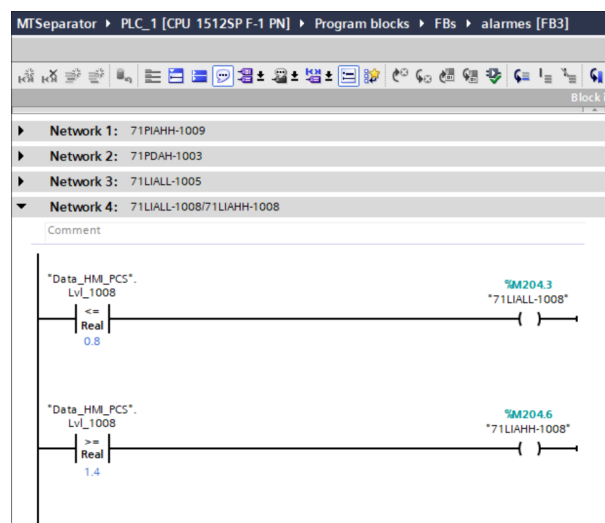 MTSeparator ▸ PLC_1 [CPU 1512SP F-1 PN] ▸ Program blocks ▸ FBs ▸ alarmes [FB3]
Block i
Network 1: 71PIAHH-1009
Network 2: 71PDAH-1003
Network 3: 71LIALL-1005
Network 4: 71LIALL-1008/71LIAHH-1008
Comment
"Data_HMI_PCS".
Lvl_1008
<=
Real
0.8
%M204.3
"71LIALL-1008"
"Data_HMI_PCS".
Lvl_1008
>=
Real
1.4
%M204.6
"71LIAHH-1008"